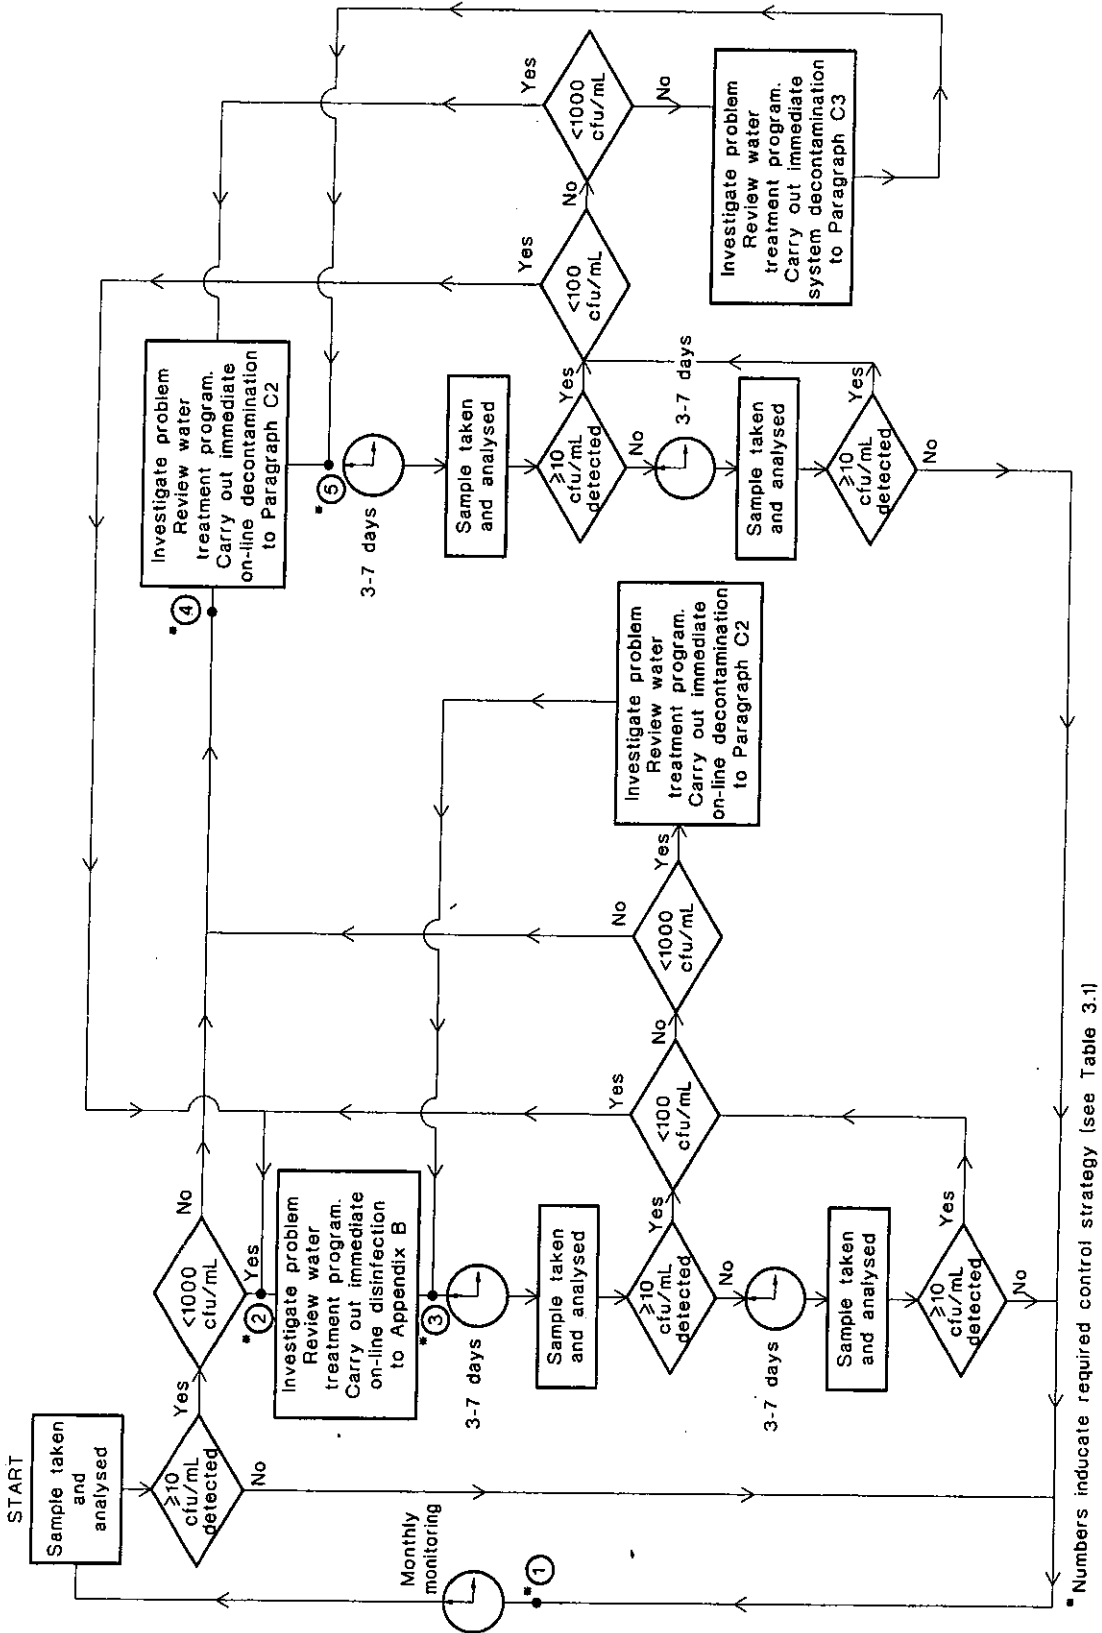 START
Sample taken
and
analysed
⩾10
cfu/mL
detected
Yes
No
<1000
cfu/mL
No
Yes
Monthly
monitoring
* 1
* 2
Investigate problem
Review water
treatment program.
Carry out immediate
on-line disinfection
to Appendix B
* 3
3-7 days
Sample taken
and analysed
⩾10
cfu/mL
detected
Yes
No
3-7 days
Sample taken
and analysed
⩾10
cfu/mL
detected
Yes
No
<100
cfu/mL
Yes
No
<1000
cfu/mL
No
Yes
Investigate problem
Review water
treatment program.
Carry out immediate
on-line decontamination
to Paragraph C2
* 4
Investigate problem
Review water
treatment program.
Carry out immediate
on-line decontamination
to Paragraph C2
* 5
3-7 days
Sample taken
and analysed
⩾10
cfu/mL
detected
Yes
No
3-7 days
Sample taken
and analysed
⩾10
cfu/mL
detected
Yes
No
<100
cfu/mL
Yes
No
<1000
cfu/mL
Yes
No
Investigate problem
Review water
treatment program.
Carry out immediate
system decontamination
to Paragraph C3
* Numbers inducate required control strategy (see Table 3.1)